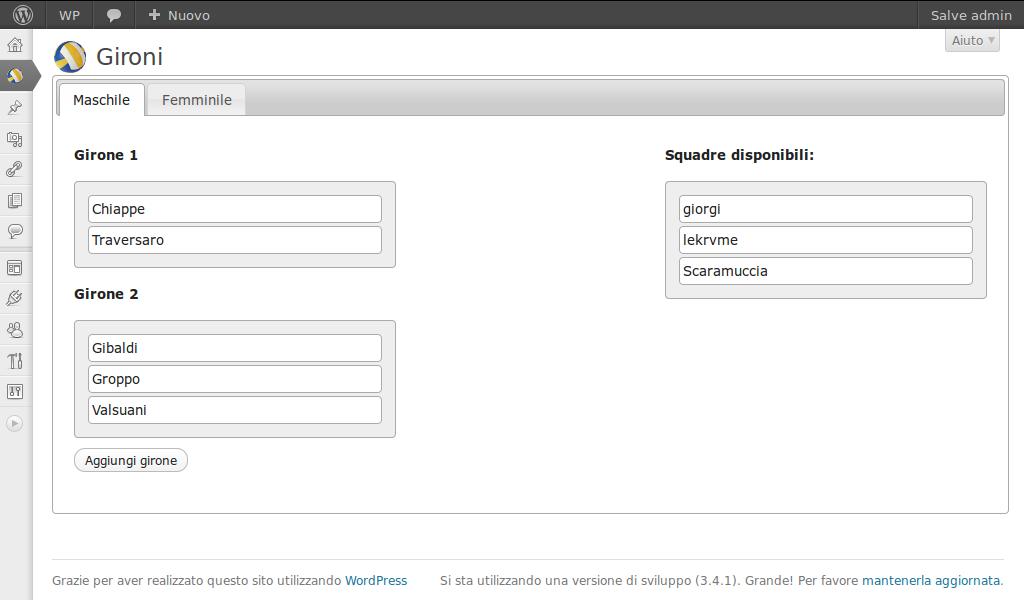 WP
Nuovo
Salve admin
Aiuto
Gironi
Maschile
Femminile
Girone 1
Chiappe
Traversaro
Girone 2
Gibaldi
Groppo
Valsuani
Aggiungi girone
Squadre disponibili:
giorgi
lekrvme
Scaramuccia
Grazie per aver realizzato questo sito utilizzando WordPress
Si sta utilizzando una versione di sviluppo (3.4.1). Grande! Per favore mantenerla aggiornata.